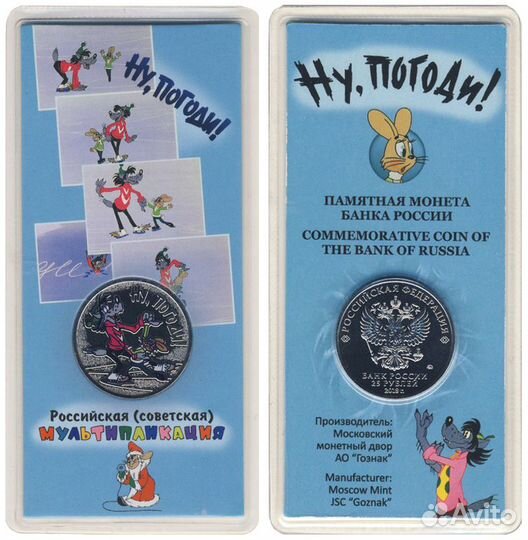 Ну, погоди!
Ну, погоди!
Российская (советская)
мультипликация
Ну, погоди!
ПАМЯТНАЯ МОНЕТА
БАНКА РОССИИ
COMMEMORATIVE COIN OF
THE BANK OF RUSSIA
РОССИЙСКАЯ ФЕДЕРАЦИЯ
БАНК РОССИИ
25 РУБЛЕЙ
2018 г.
Производитель:
Московский
монетный двор
АО "Гознак"
Manufacturer:
Moscow Mint
JSC "Goznak"
Avito